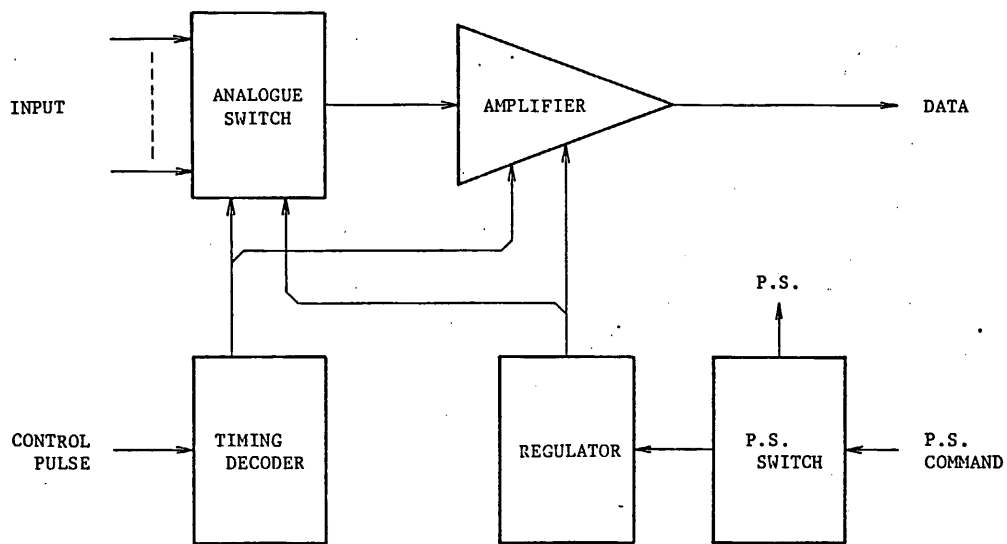 INPUT
ANALOGUE
SWITCH
AMPLIFIER
DATA
P.S.
CONTROL
PULSE
TIMING
DECODER
REGULATOR
P.S.
SWITCH
P.S.
COMMAND